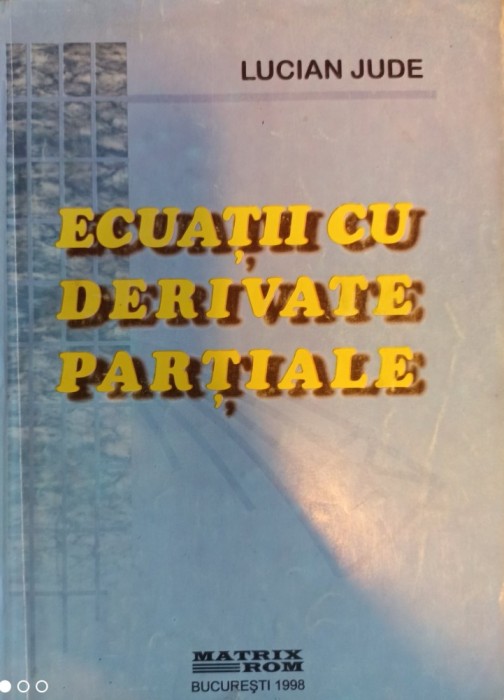 LUCIAN JUDE
ECUAȚII CU
DERIVATE
PARȚIALE
MATRIX
ROM
BUCUREȘTI 1998